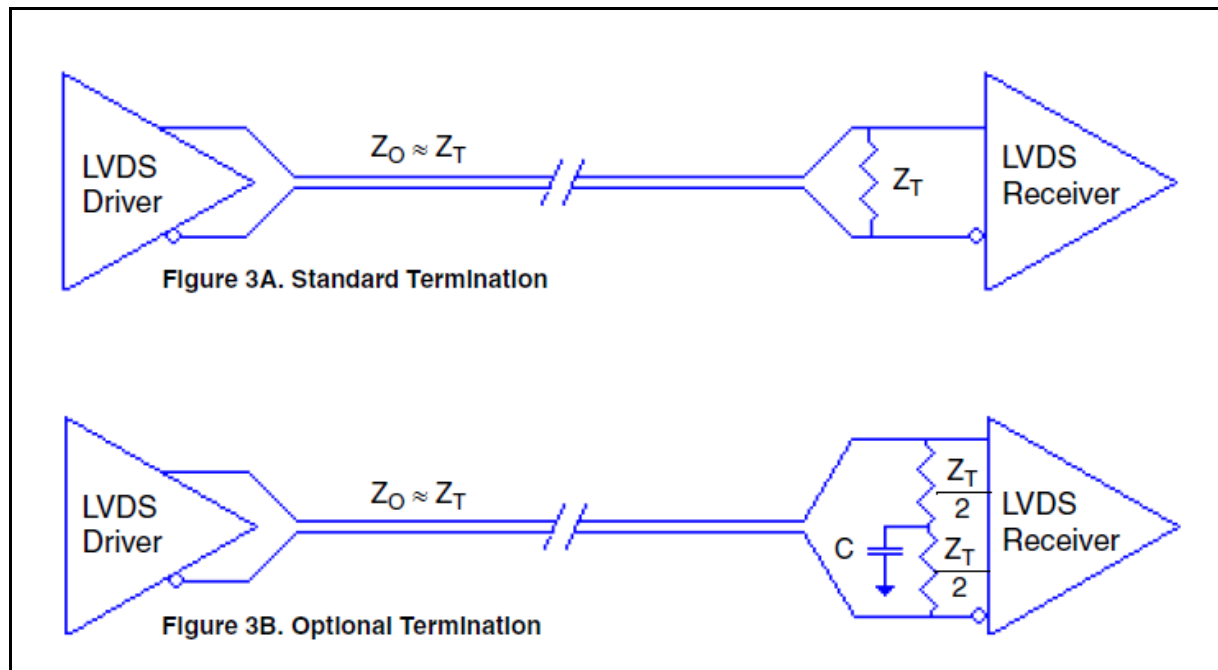 LVDS
Driver
Z_O ≈ Z_T
Z_T
LVDS
Receiver
Figure 3A. Standard Termination
LVDS
Driver
Z_O ≈ Z_T
C
Z_T
2
Z_T
2
LVDS
Receiver
Figure 3B. Optional Termination